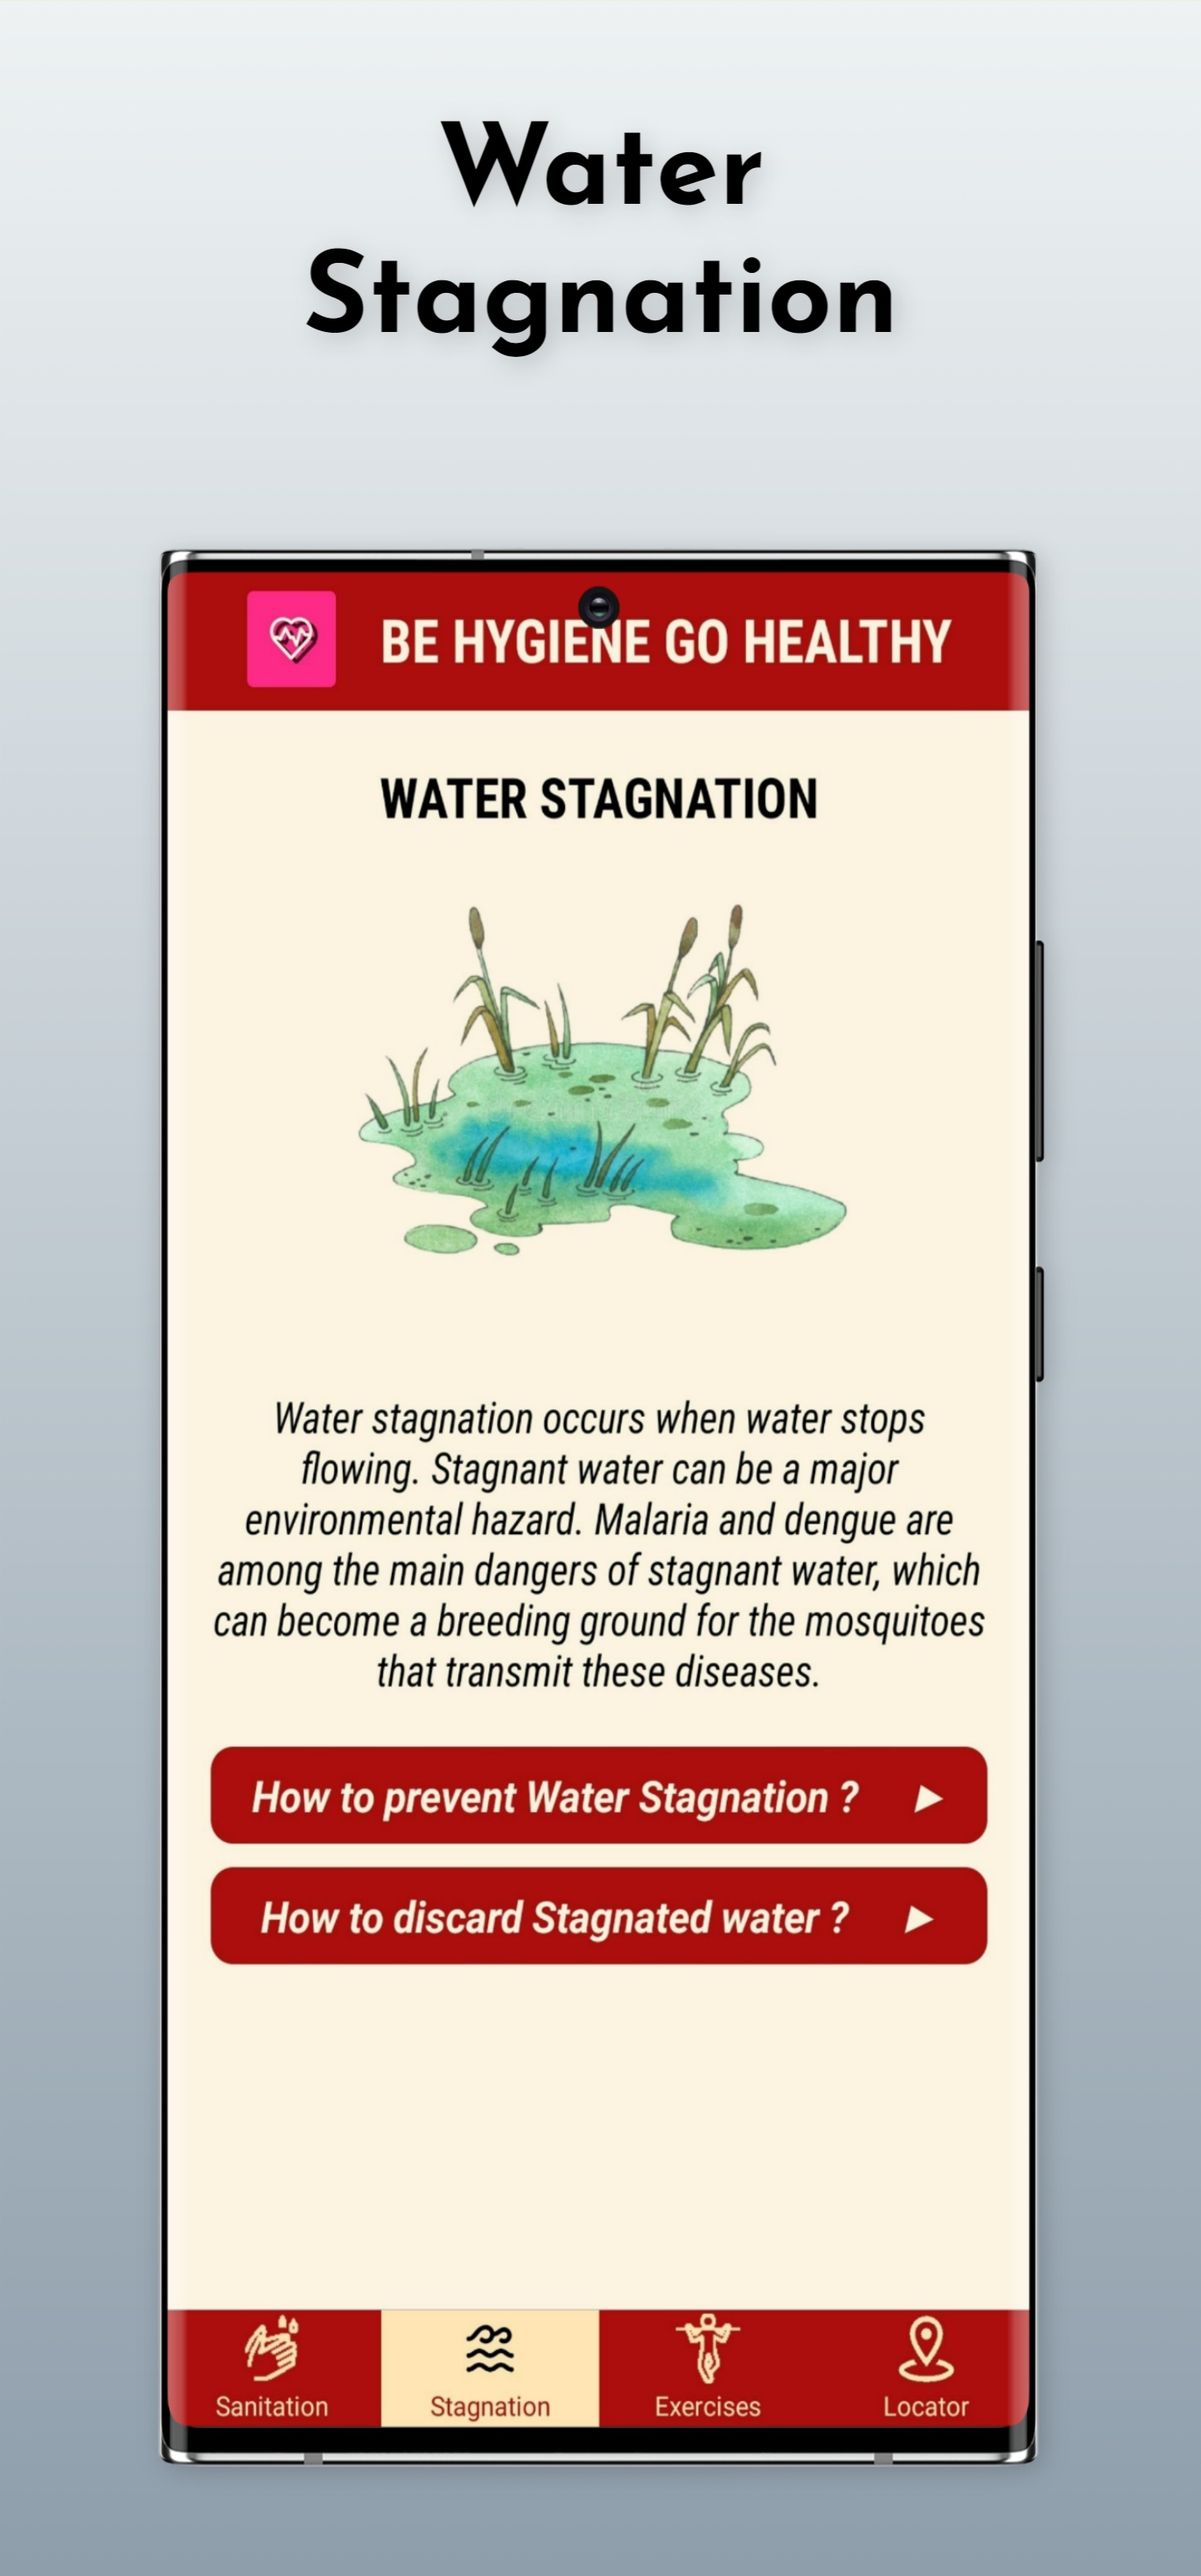 Water
Stagnation
BE HYGIENE GO HEALTHY
WATER STAGNATION
Water stagnation occurs when water stops
flowing. Stagnant water can be a major
environmental hazard. Malaria and dengue are
among the main dangers of stagnant water, which
can become a breeding ground for the mosquitoes
that transmit these diseases.
How to prevent Water Stagnation ?
How to discard Stagnated water ?
Sanitation
Stagnation
Exercises
Locator